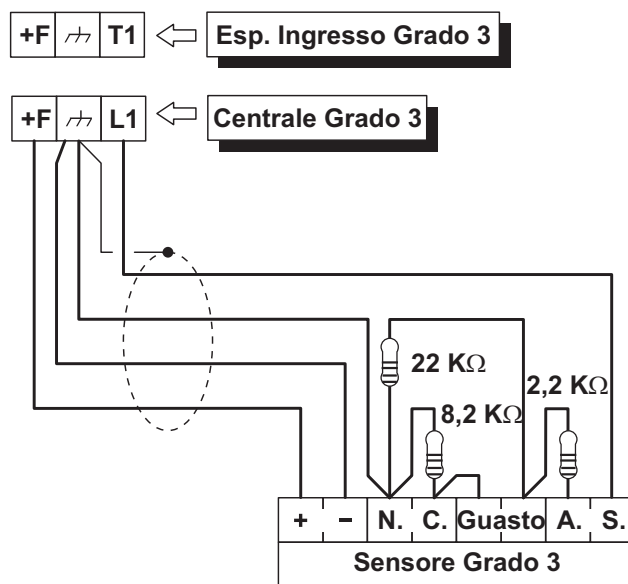 +F T1 Esp. Ingresso Grado 3
+F L1 Centrale Grado 3
22 KΩ
2,2 KΩ
8,2 KΩ
+ – N. C. Guasto A. S.
Sensore Grado 3